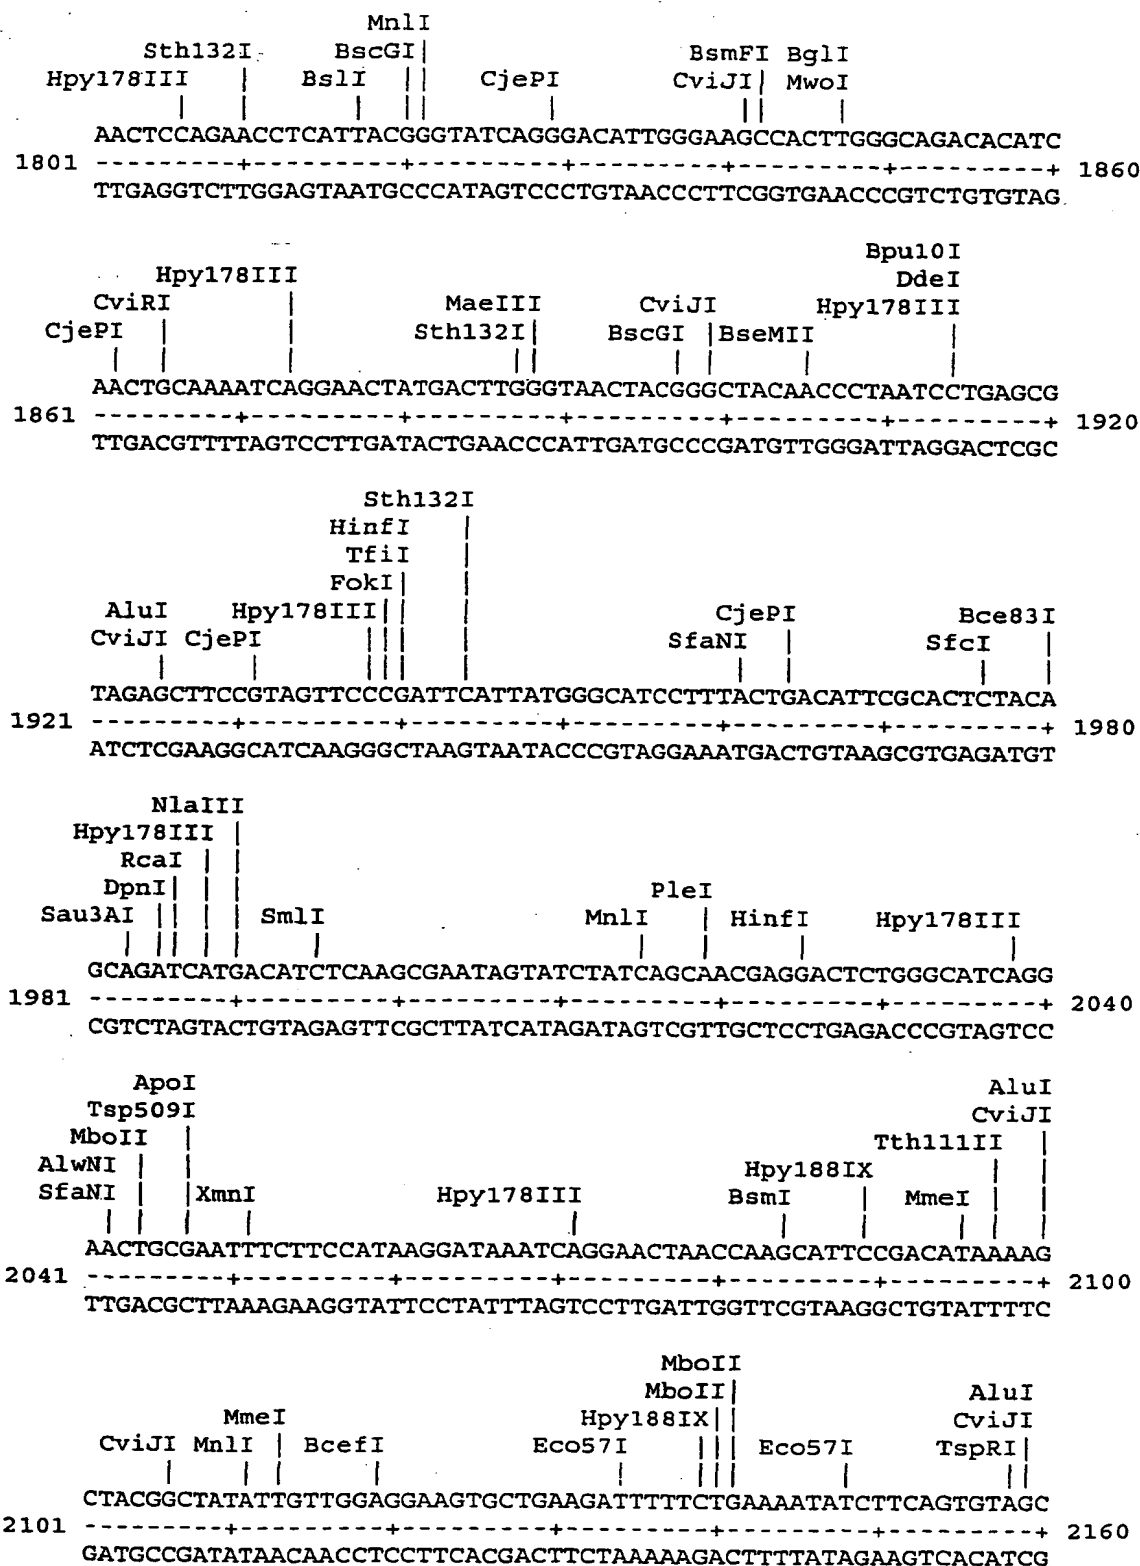 MnlI
Sth132I BscGI| BsmFI BglI
Hpy178III | BslI || CjePI CviJI| MwoI
| | | || | || |
AACTCCAGAACCTCATTACGGGTATCAGGGACATTGGGAAGCCACTTGGGCAGACACATC
1801 ---------+---------+---------+---------+---------+---------+ 1860
TTGAGGTCTTGGAGTAATGCCCATAGTCCCTGTAACCCTTCGGTGAACCCGTCTGTGTAG
Bpu10I
Hpy178III DdeI
CviRI | MaeIII CviJI Hpy178III
CjePI | | Sth132I| BscGI |BseMII |
| | | || | | | |
AACTGCAAAATCAGGAACTATGACTTGGGTAACTACGGGCTACAACCCTAATCCTGAGCG
1861 ---------+---------+---------+---------+---------+---------+ 1920
TTGACGTTTTAGTCCTTGATACTGAACCCATTGATGCCCGATGTTGGGATTAGGACTCGC
Sth132I
HinfI |
TfiI |
FokI| |
AluI Hpy178III|| | CjePI Bce83I
CviJI CjePI ||| | SfaNI | SfcI |
| | ||| | | | | |
TAGAGCTTCCGTAGTTCCCGATTCATTATGGGCATCCTTTACTGACATTCGCACTCTACA
1921 ---------+---------+---------+---------+---------+---------+ 1980
ATCTCGAAGGCATCAAGGGCTAAGTAATACCCGTAGGAAATGACTGTAAGCGTGAGATGT
NlaIII
Hpy178III |
RcaI | |
DpnI| | | PleI
Sau3AI || | | SmlI MnlI | HinfI Hpy178III
| || | | | | | | |
GCAGATCATGACATCTCAAGCGAATAGTATCTATCAGCAACGAGGACTCTGGGCATCAGG
1981 ---------+---------+---------+---------+---------+---------+ 2040
CGTCTAGTACTGTAGAGTTCGCTTATCATAGATAGTCGTTGCTCCTGAGACCCGTAGTCC
ApoI AluI
Tsp509I CviJI
MboII | Tth111II |
AlwNI | | Hpy188IX | |
SfaNI | |XmnI Hpy178III BsmI | MmeI | |
| | | | | | | | | |
AACTGCGAATTTCTTCCATAAGGATAAATCAGGAACTAACCAAGCATTCCGACATAAAAG
2041 ---------+---------+---------+---------+---------+---------+ 2100
TTGACGCTTAAAGAAGGTATTCCTATTTAGTCCTTGATTGGTTCGTAAGGCTGTATTTTC
MboII
MboII| AluI
MmeI Hpy188IX|| CviJI
CviJI MnlI | BcefI Eco57I ||| Eco57I TspRI|
| | | | | ||| | ||
CTACGGCTATATTGTTGGAGGAAGTGCTGAAGATTTTTCTGAAAATATCTTCAGTGTAGC
2101 ---------+---------+---------+---------+---------+---------+ 2160
GATGCCGATATAACAACCTCCTTCACGACTTCTAAAAAGACTTTTATAGAAGTCACATCG